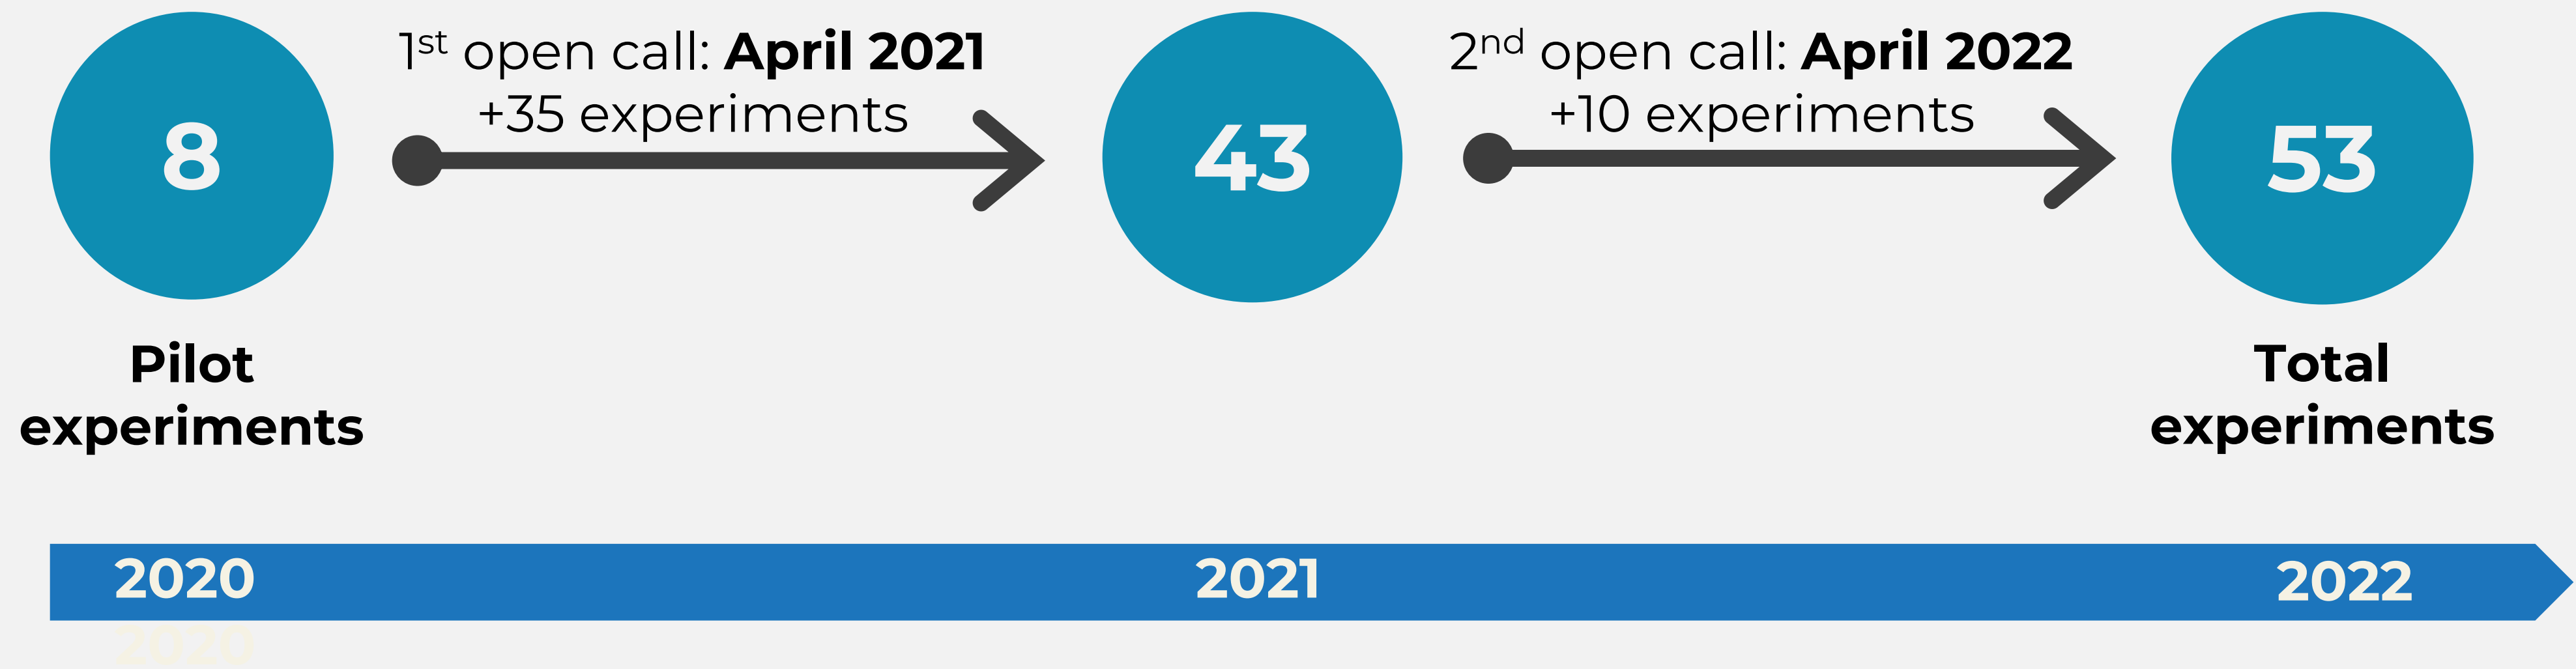 8
1st open call: April 2021
+35 experiments
43
2nd open call: April 2022
+10 experiments
53
Pilot
experiments
Total
experiments
2020
2021
2022
2020